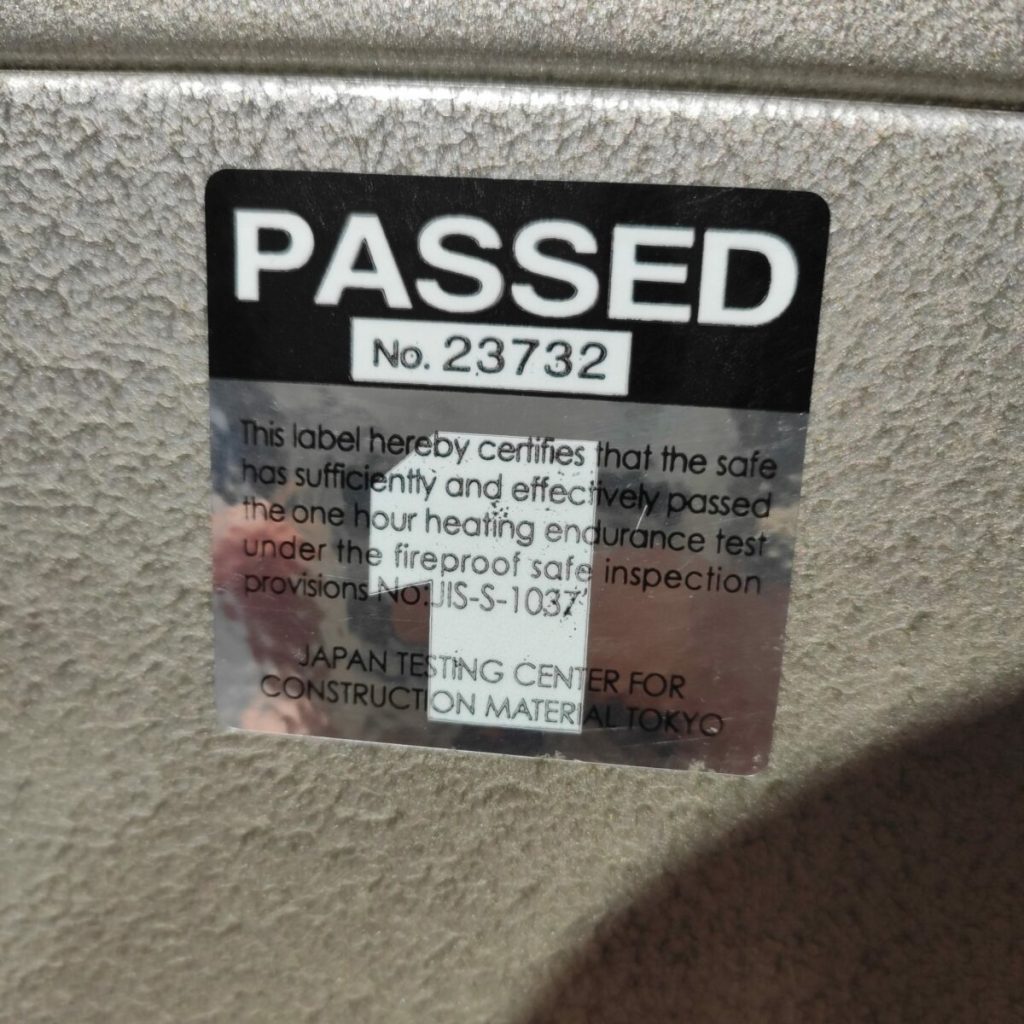 PASSED
No. 23732
This label hereby certifies that the safe
has sufficiently and effectively passed
the one hour heating endurance test
under the fireproof safe inspection
provisions No.JIS-S-1037
1
JAPAN TESTING CENTER FOR
CONSTRUCTION MATERIAL TOKYO